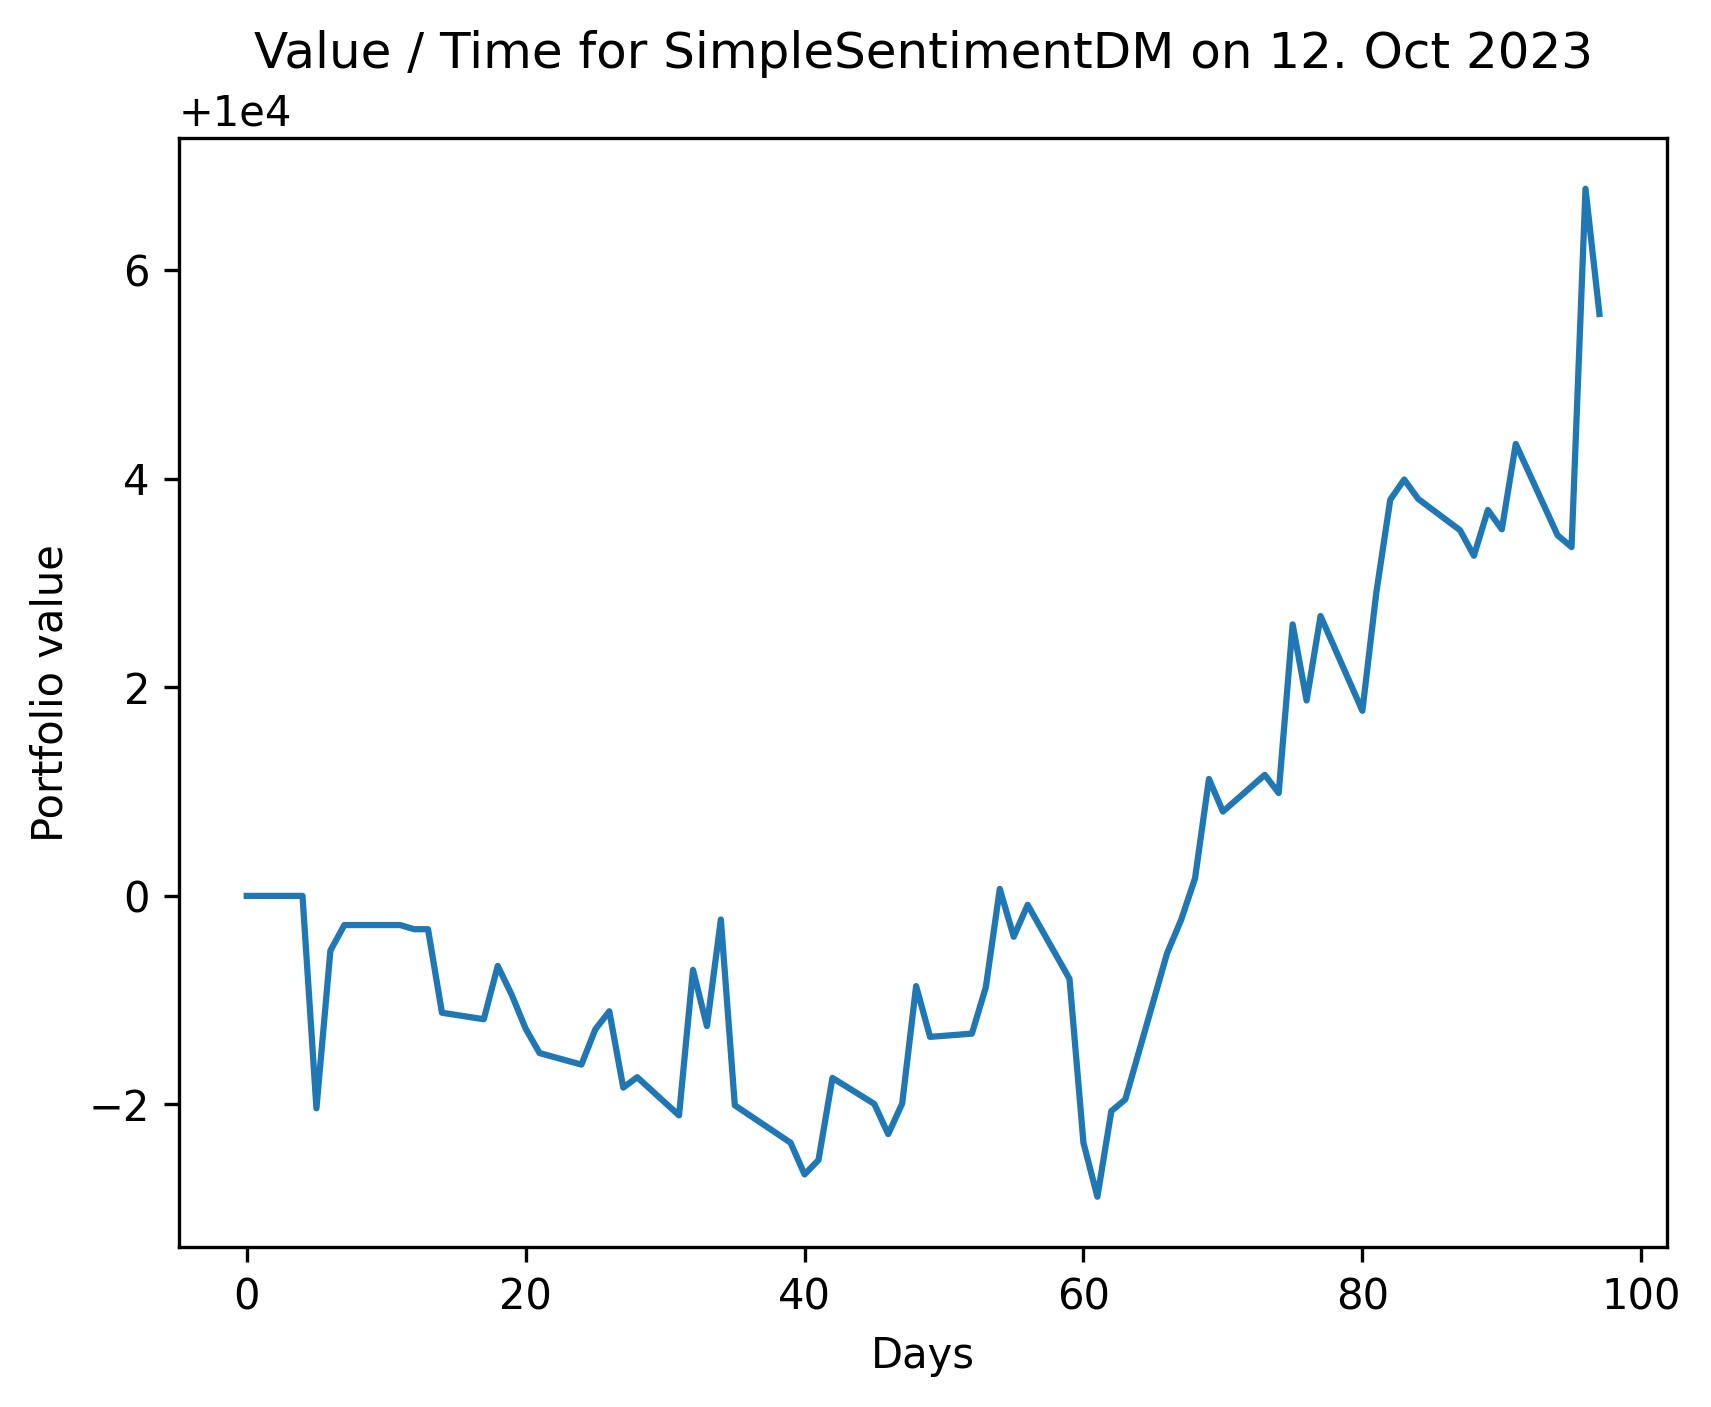 Value / Time for SimpleSentimentDM on 12. Oct 2023
+1e4
6
4
2
0
−2
Portfolio value
0 20 40 60 80 100
Days